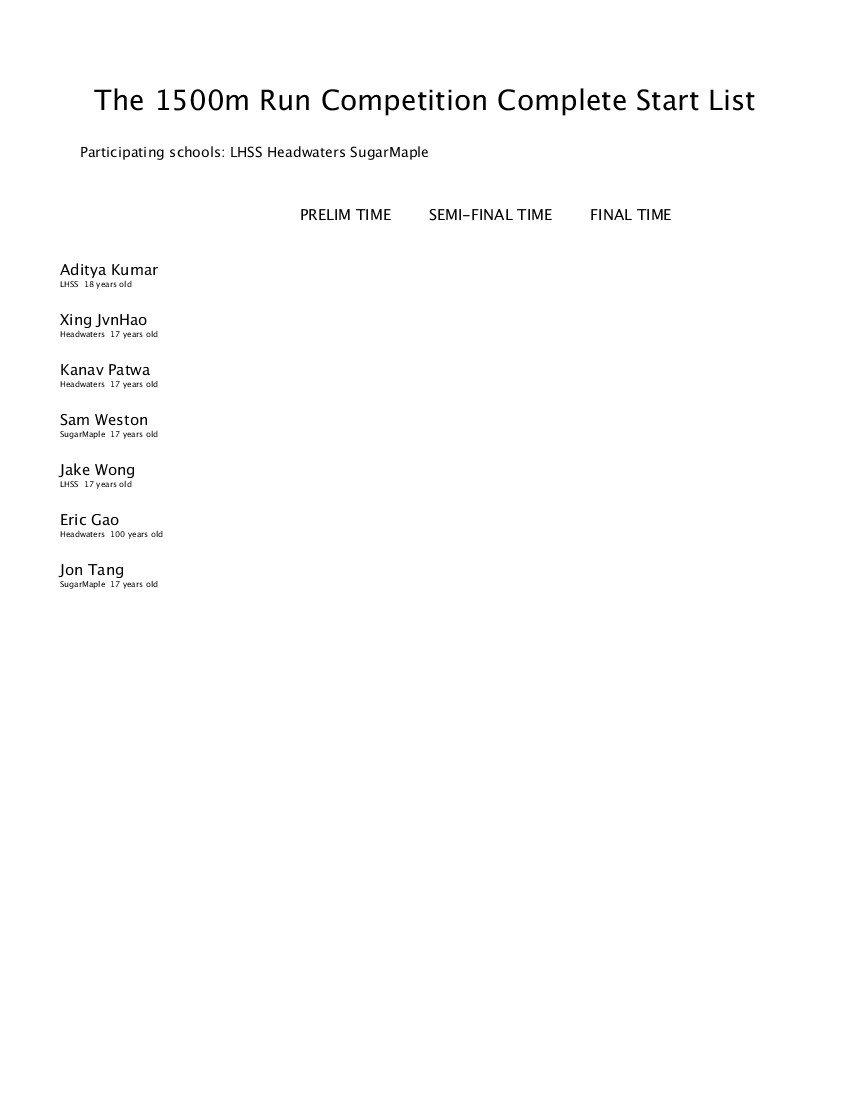 The 1500m Run Competition Complete Start List
Participating schools: LHSS Headwaters SugarMaple
PRELIM TIME SEMI-FINAL TIME FINAL TIME
Aditya Kumar
LHSS 18 years old
Xing JvnHao
Headwaters 17 years old
Kanav Patwa
Headwaters 17 years old
Sam Weston
SugarMaple 17 years old
Jake Wong
LHSS 17 years old
Eric Gao
Headwaters 100 years old
Jon Tang
SugarMaple 17 years old